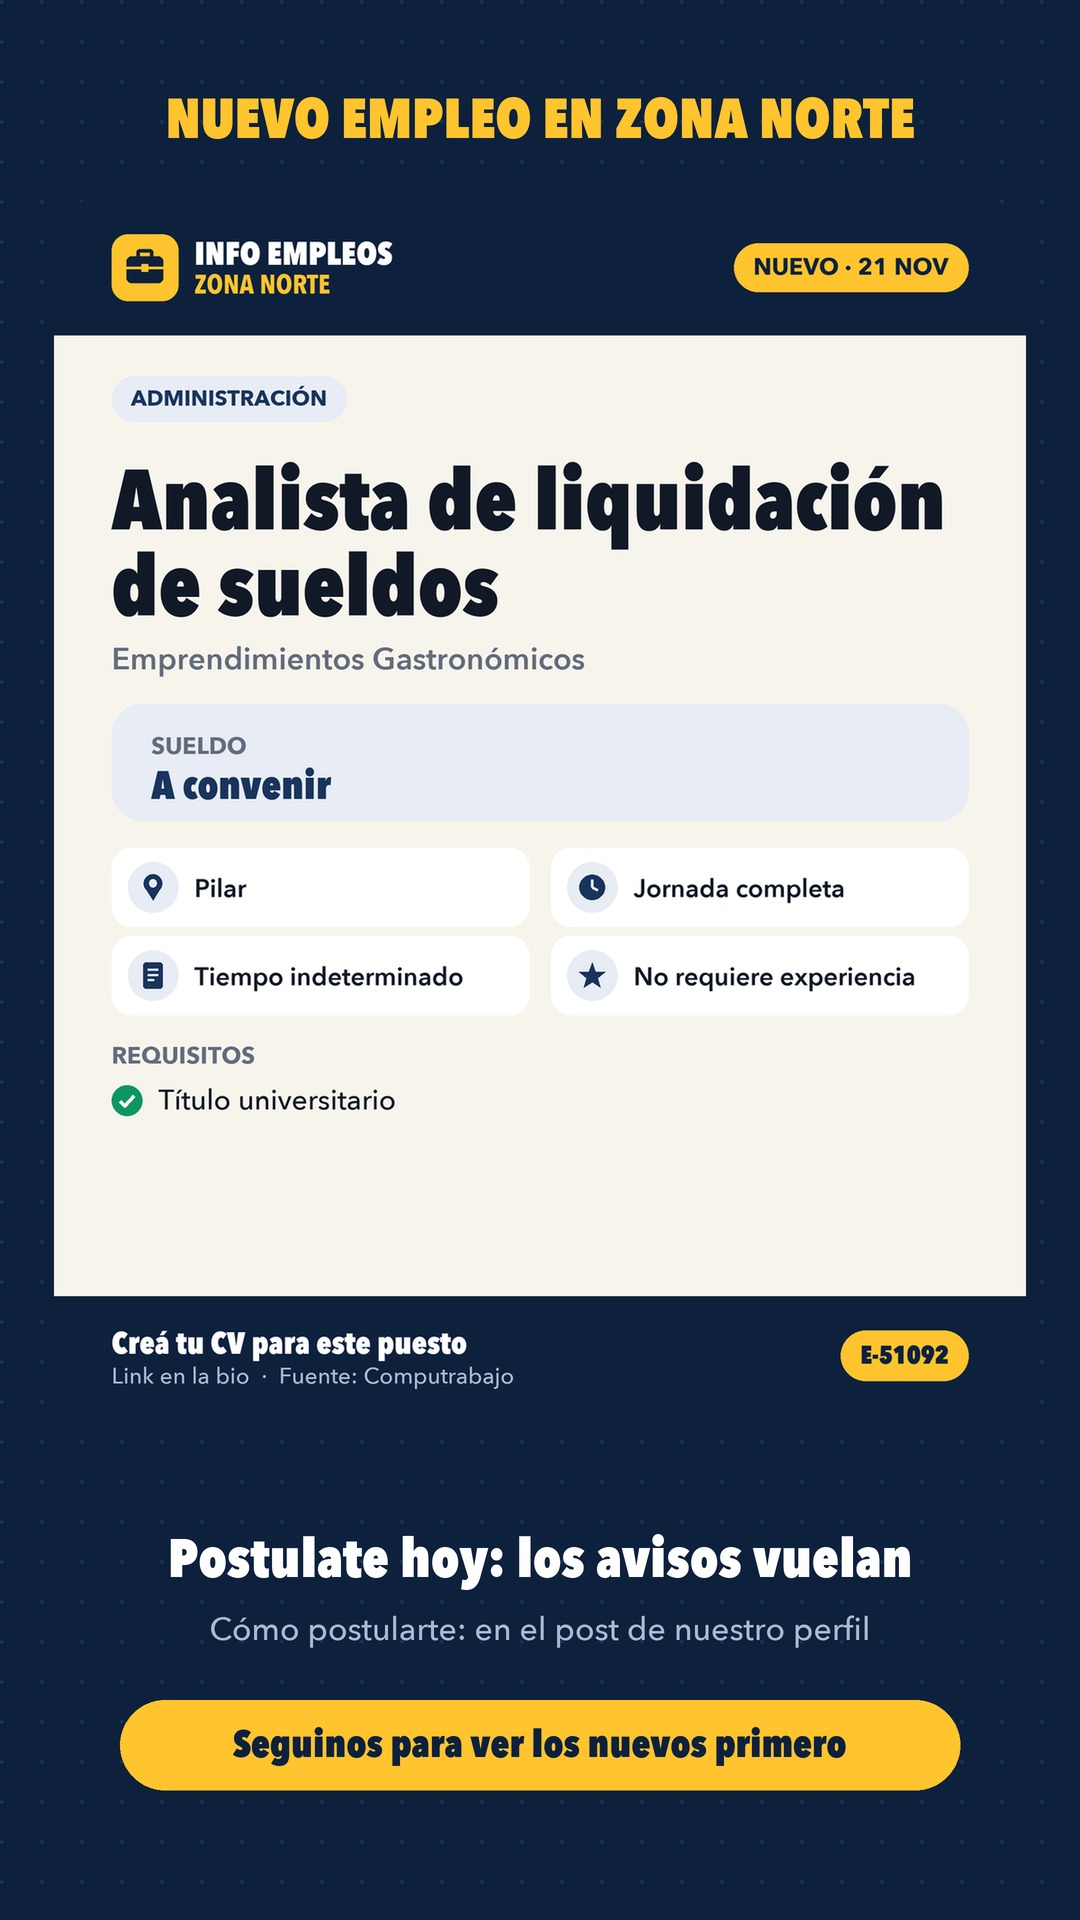 NUEVO EMPLEO EN ZONA NORTE
INFO EMPLEOS
ZONA NORTE
NUEVO · 21 NOV
ADMINISTRACIÓN
Analista de liquidación
de sueldos
Emprendimientos Gastronómicos
SUELDO
A convenir
Pilar
Jornada completa
Tiempo indeterminado
No requiere experiencia
REQUISITOS
Título universitario
Creá tu CV para este puesto
Link en la bio · Fuente: Computrabajo
E-51092
Postulate hoy: los avisos vuelan
Cómo postularte: en el post de nuestro perfil
Seguinos para ver los nuevos primero